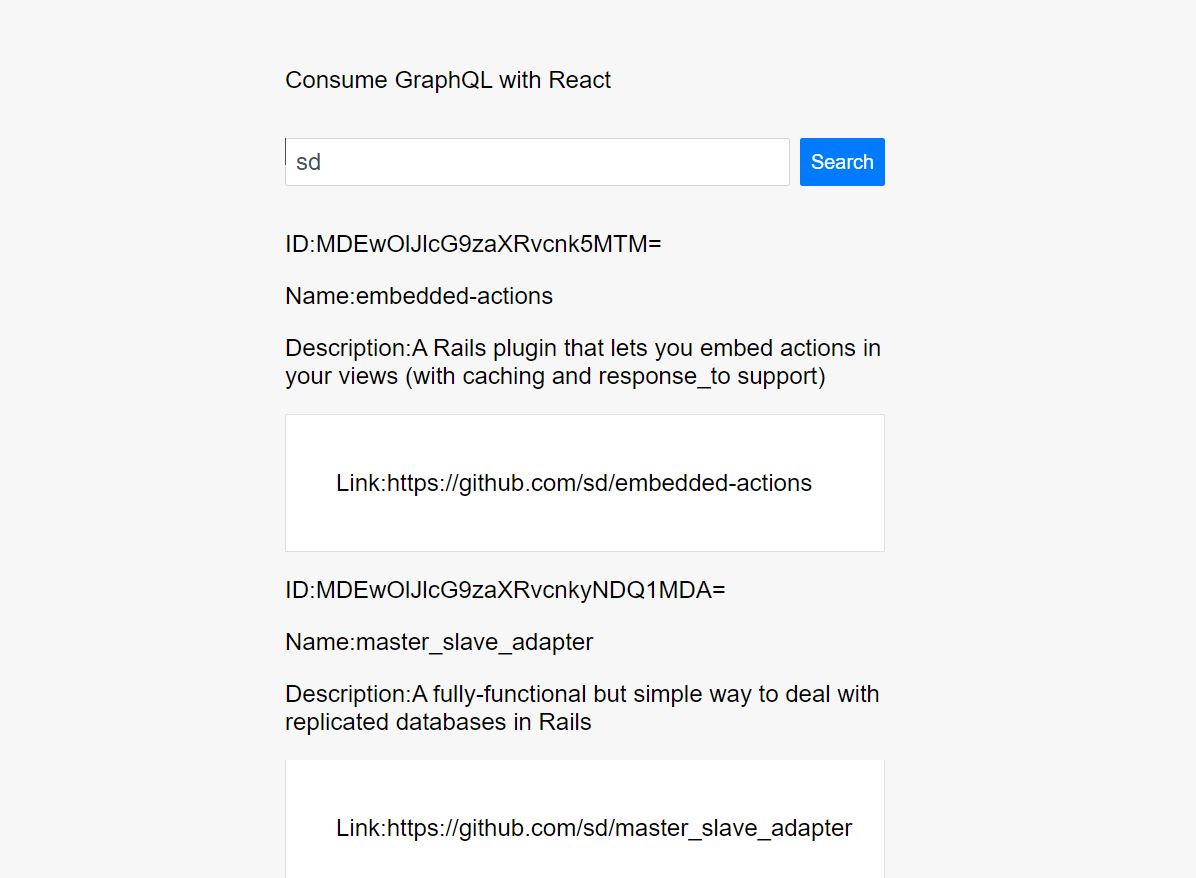 Consume GraphQL with React
sd
Search
ID:MDEwOlJlcG9zaXRvcnk5MTM=
Name:embedded-actions
Description:A Rails plugin that lets you embed actions in
your views (with caching and response_to support)
Link:https://github.com/sd/embedded-actions
ID:MDEwOlJlcG9zaXRvcnkyNDQ1MDA=
Name:master_slave_adapter
Description:A fully-functional but simple way to deal with
replicated databases in Rails
Link:https://github.com/sd/master_slave_adapter